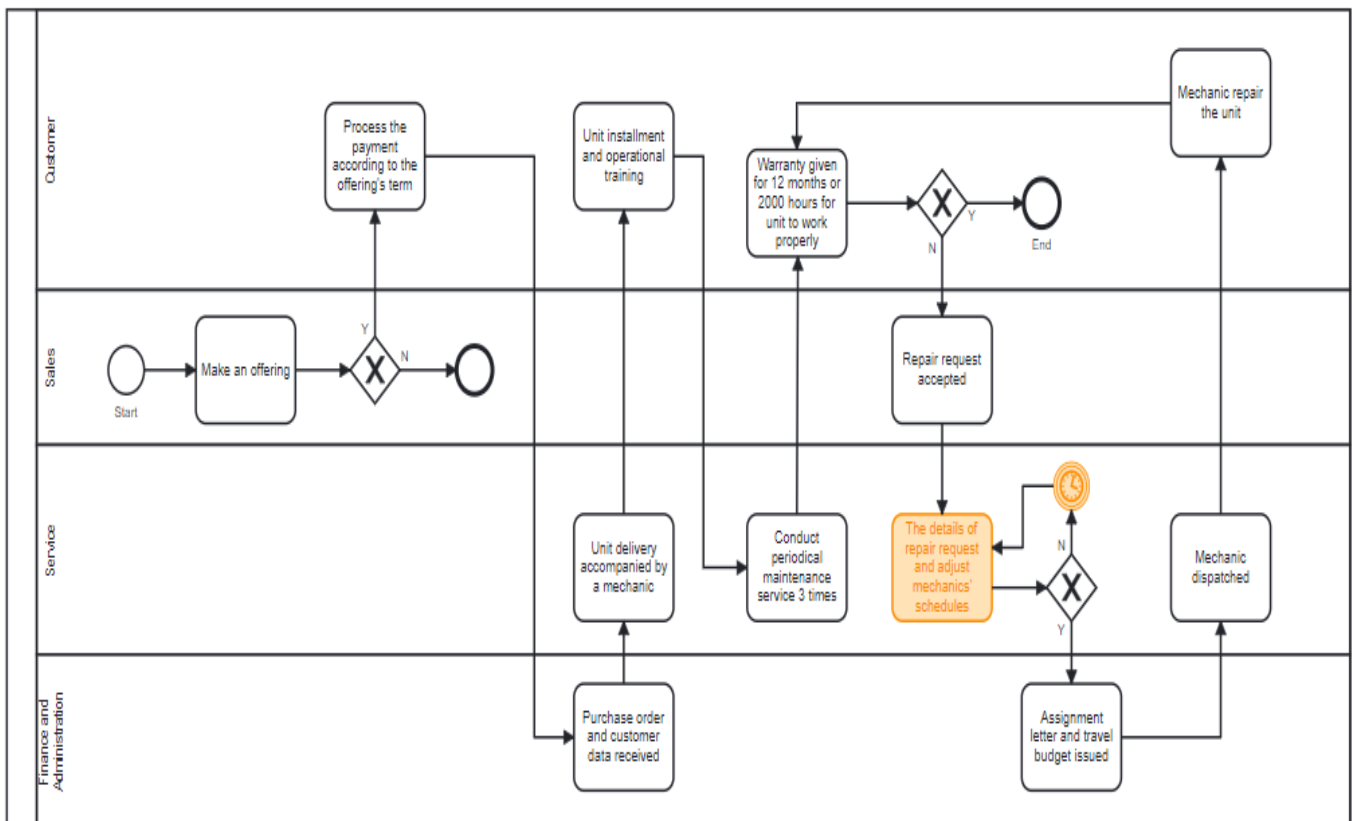 Customer
Process the
payment
according to the
offering's term
Unit installment
and operational
training
Warranty given
for 12 months or
2000 hours for
unit to work
properly
Y
N
End
Mechanic repair
the unit
Sales
Start
Make an offering
Y
N
Repair request
accepted
Service
Unit delivery
accompanied by
a mechanic
Conduct
periodical
maintenance
service 3 times
The details of
repair request
and adjust
mechanics'
schedules.
N
Y
Mechanic
dispatched
Finance and
Administration
Purchase order
and customer
data received
Assignment
letter and travel
budget issued